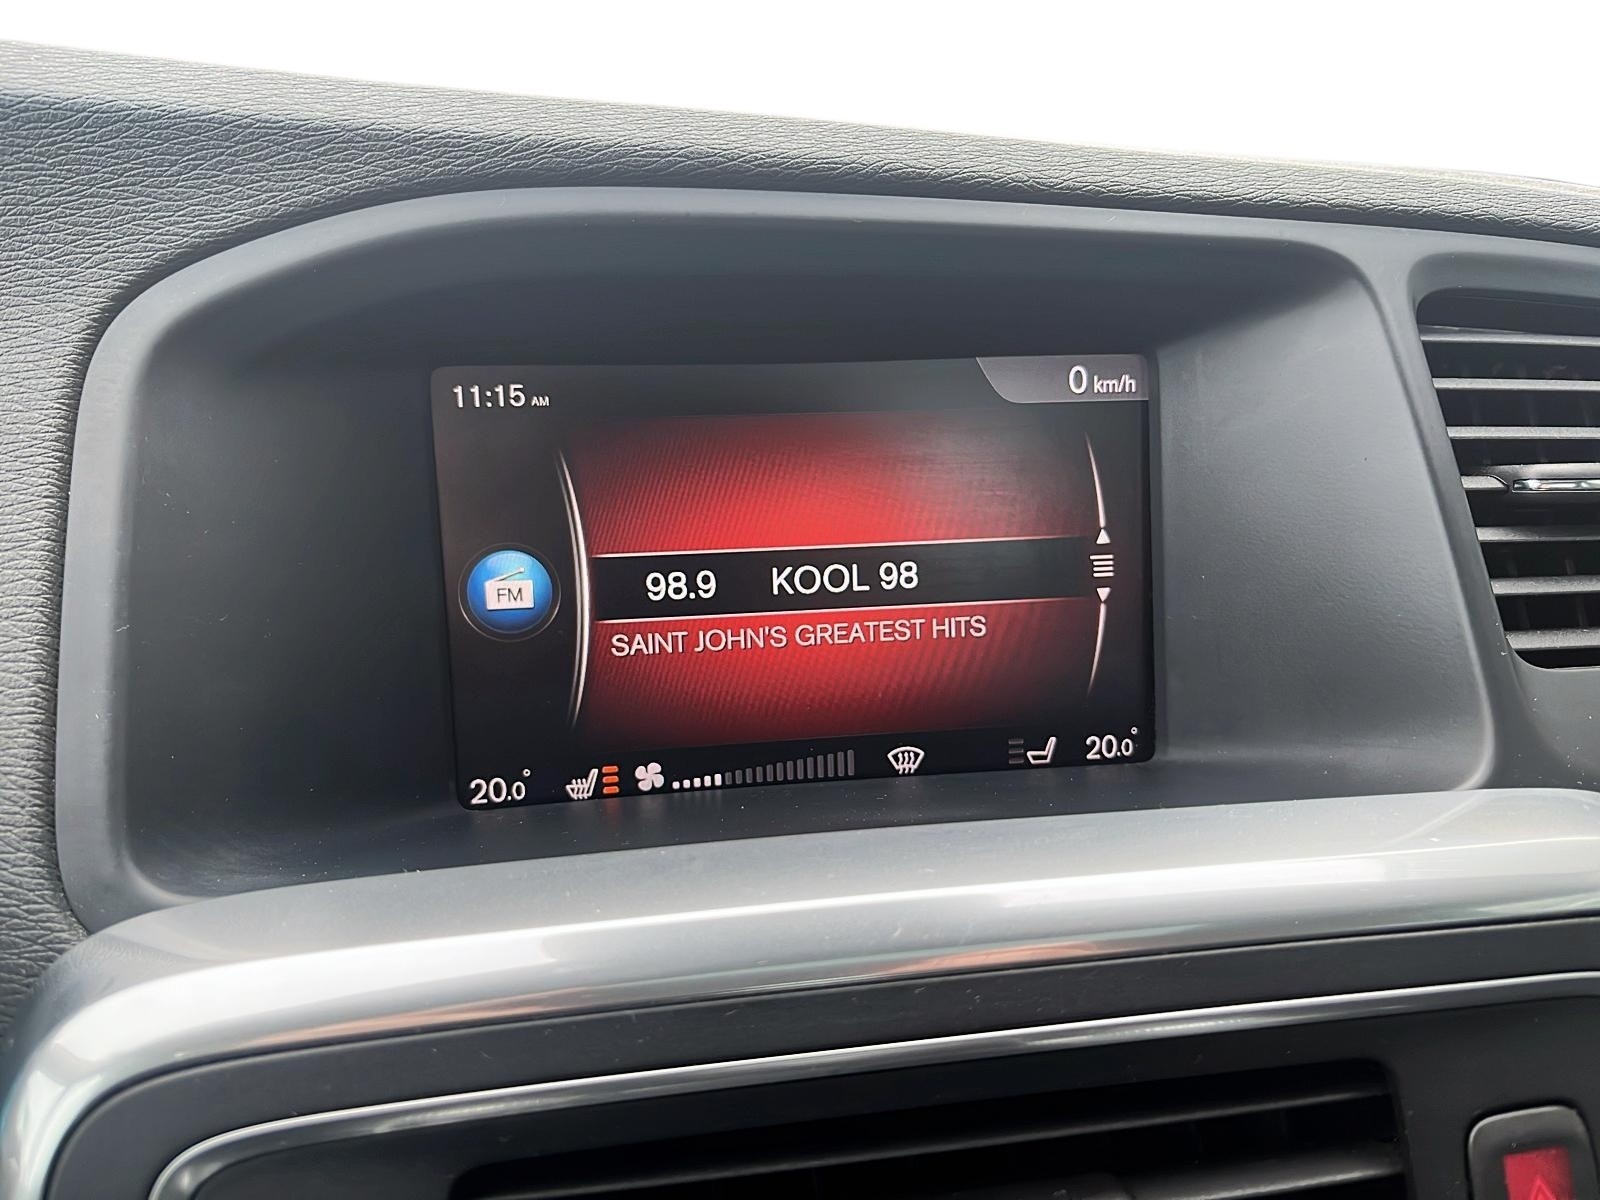 11:15 AM
0 km/h
FM
98.9 KOOL 98
SAINT JOHN'S GREATEST HITS
20.0°
20.0°